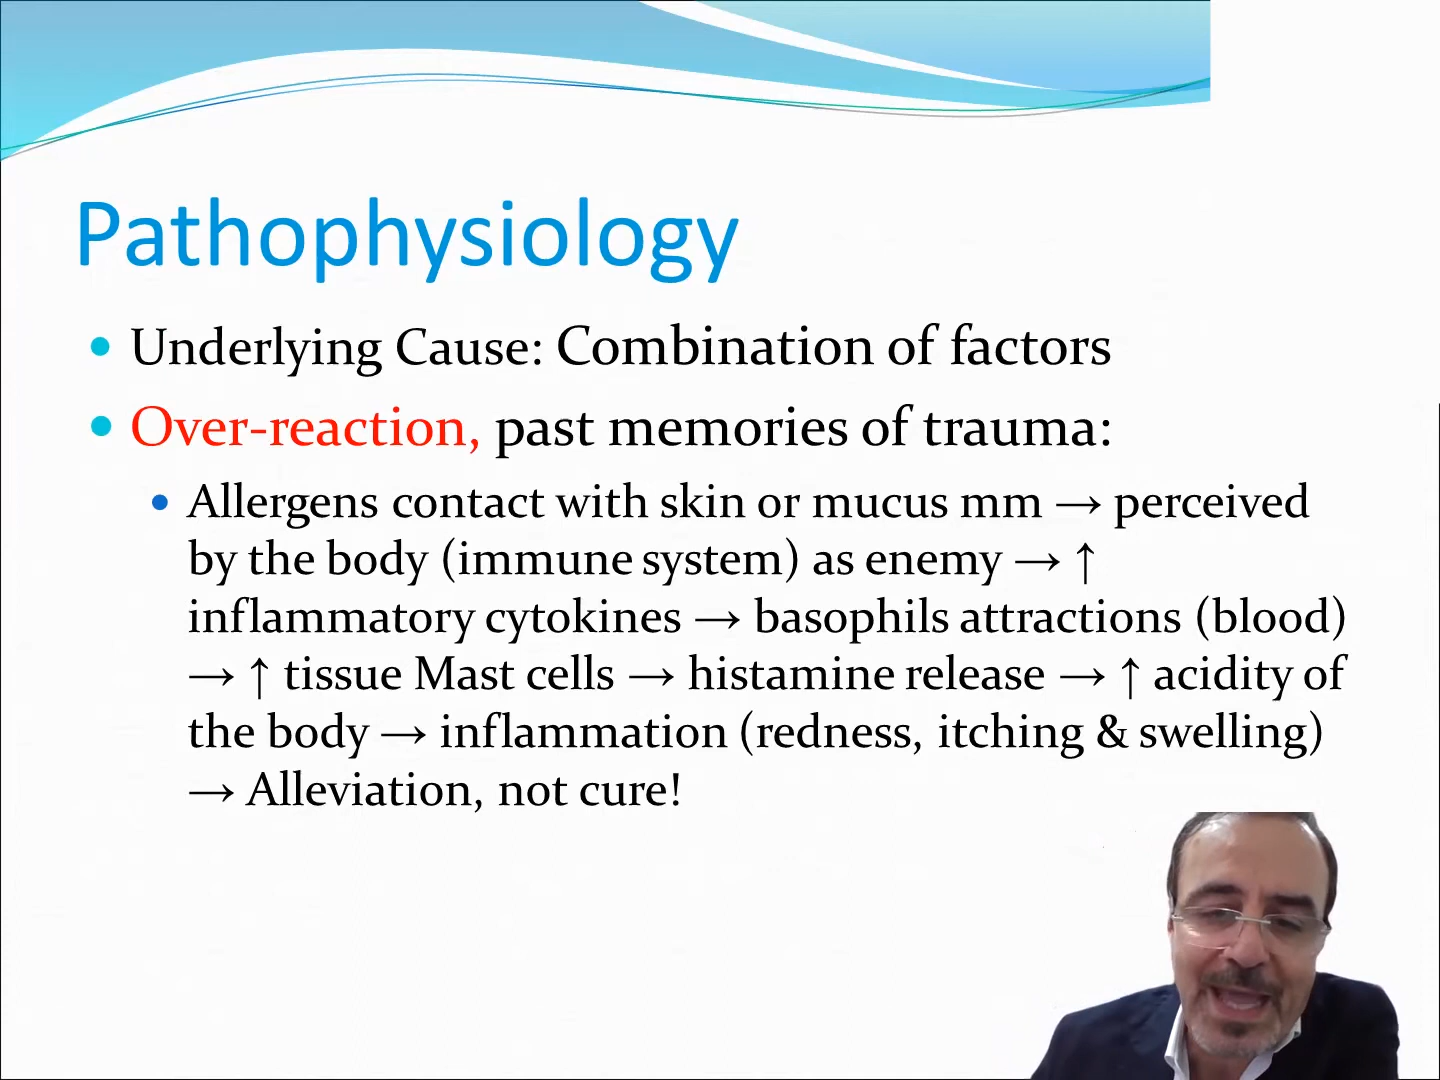 Pathophysiology
• Underlying Cause: Combination of factors
• Over-reaction, past memories of trauma:
• Allergens contact with skin or mucus mm → perceived
by the body (immune system) as enemy → ↑
inflammatory cytokines → basophils attractions (blood)
→ ↑ tissue Mast cells → histamine release → ↑ acidity of
the body → inflammation (redness, itching & swelling)
→ Alleviation, not cure!